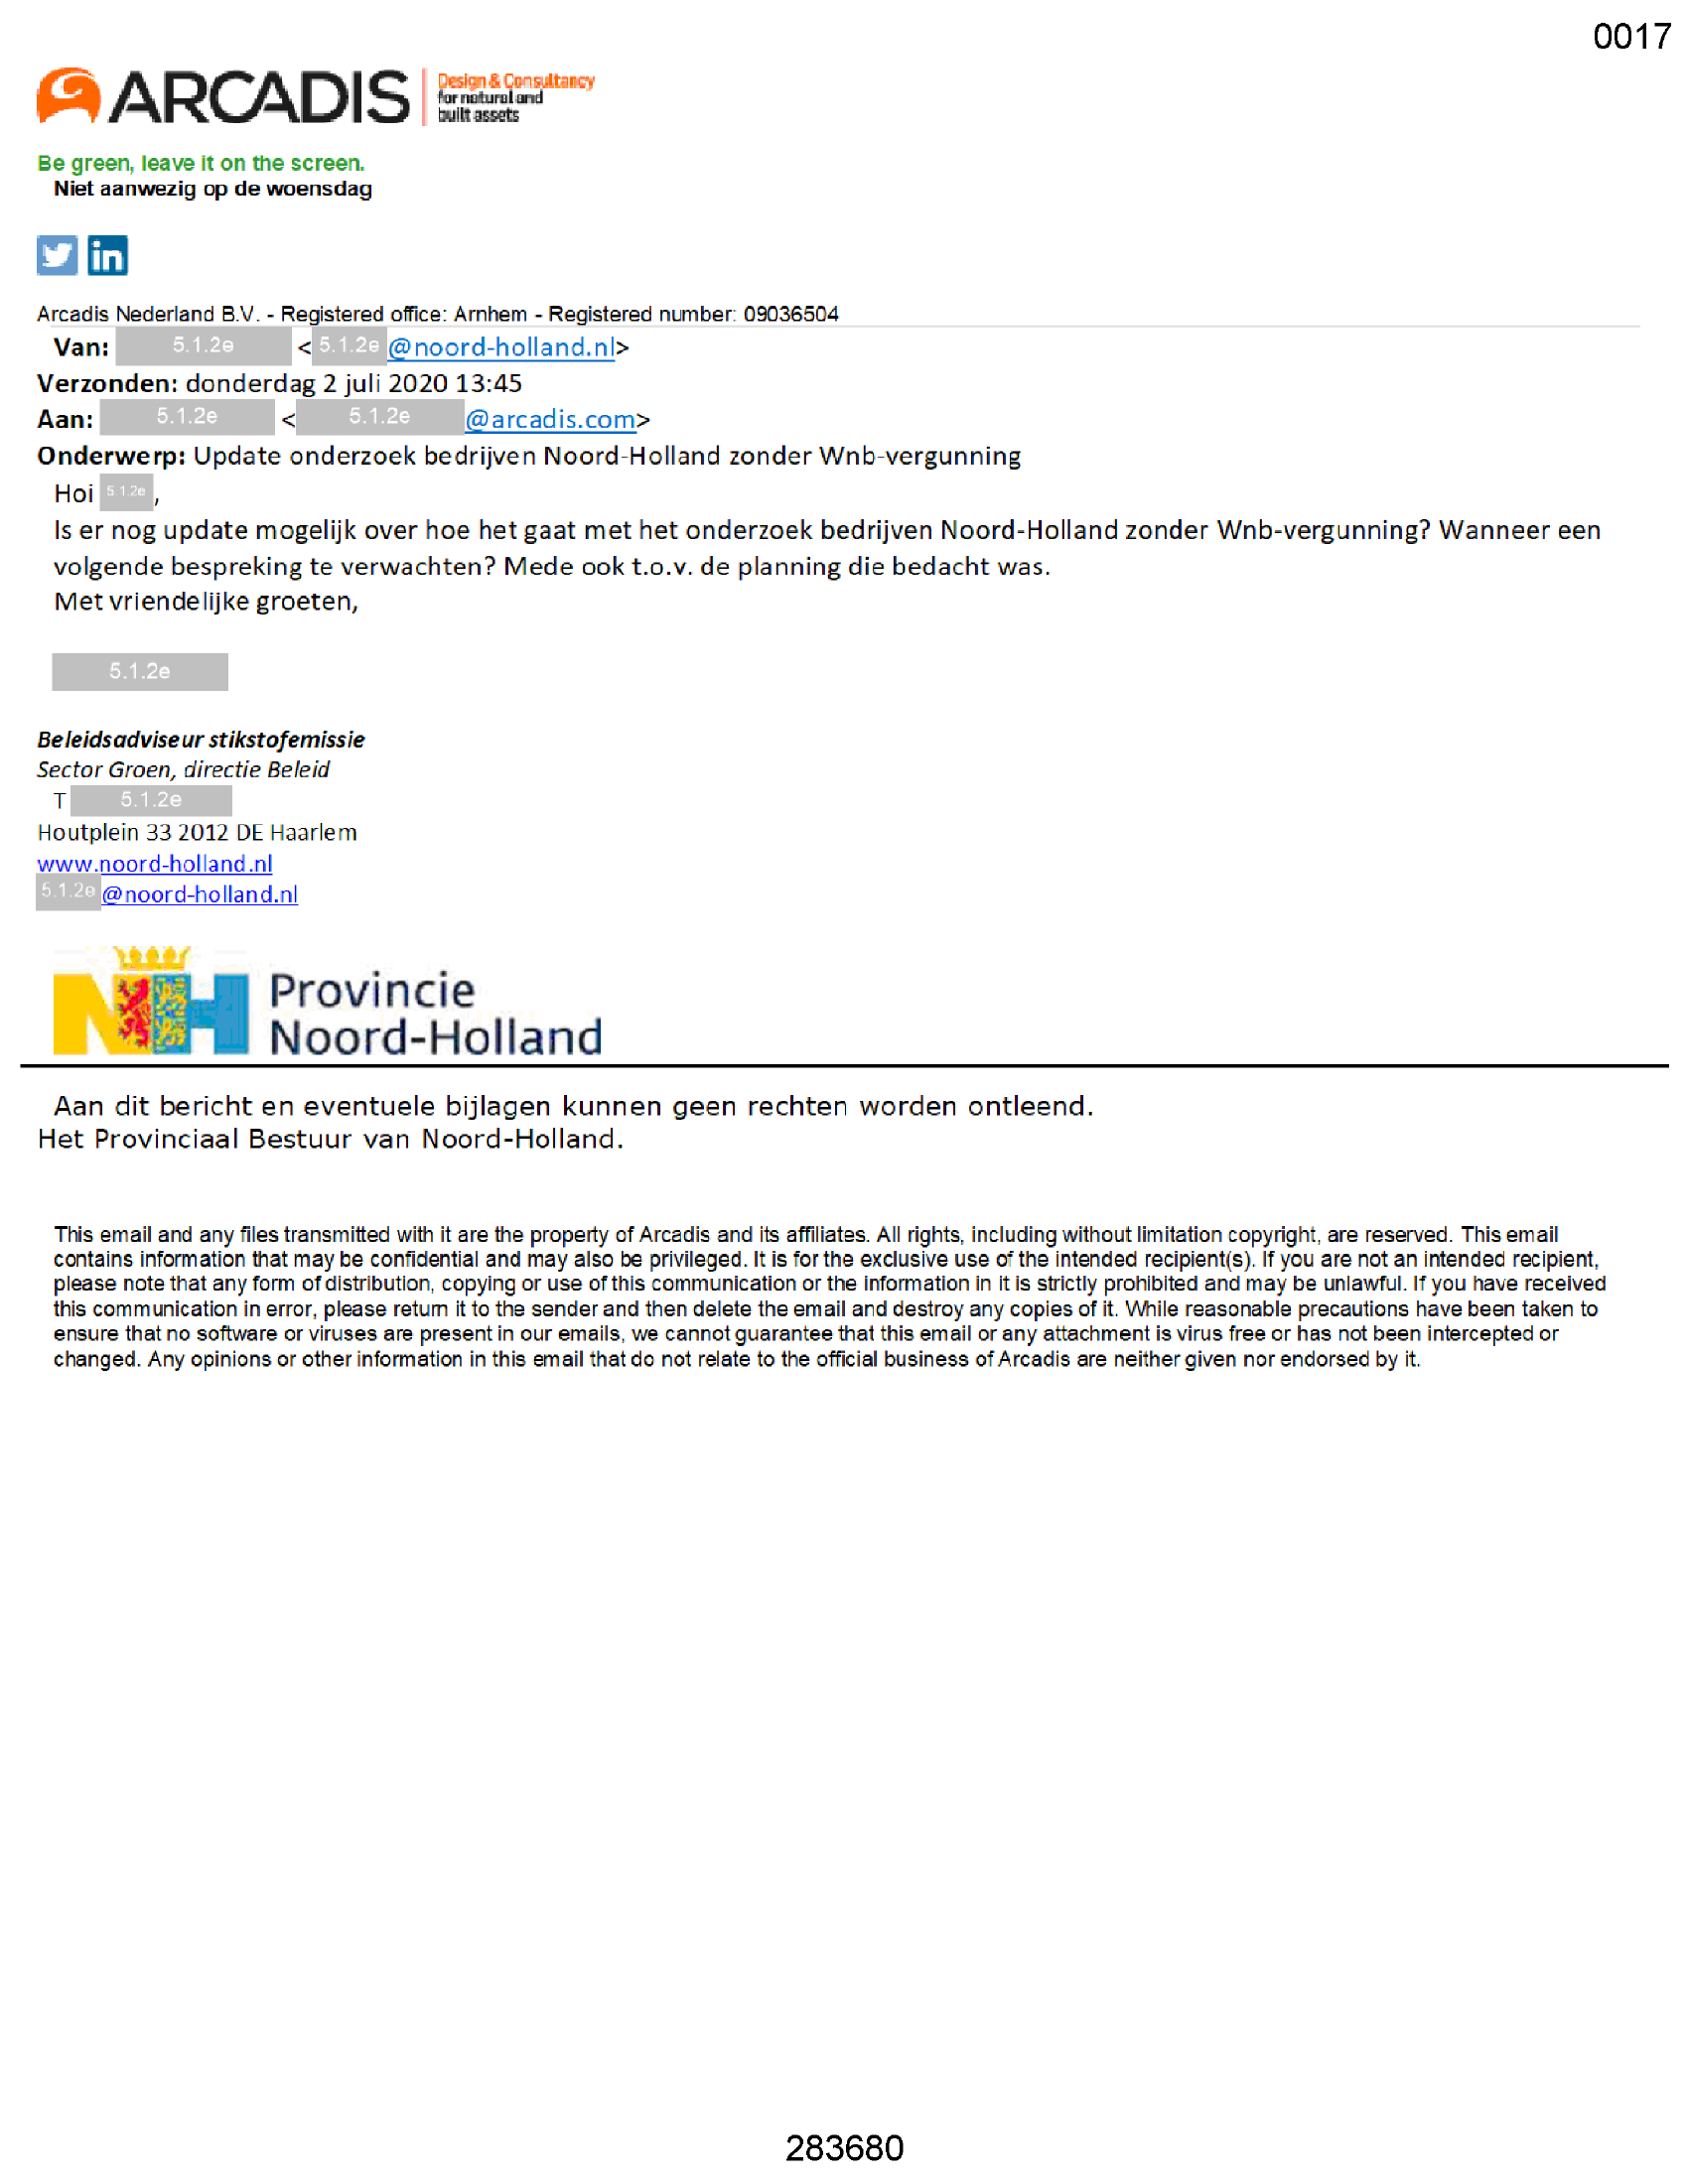 0017
ARCADIS Design & Consultancy
for natural and
built assets
Be green, leave it on the screen.
Niet aanwezig op de woensdag
in
Arcadis Nederland B.V. - Registered office: Arnhem - Registered number: 09036504
Van: 5.1.2e < 5.1.2e @noord-holland.nl>
Verzonden: donderdag 2 juli 2020 13:45
Aan: 5.1.2e < 5.1.2e @arcadis.com>
Onderwerp: Update onderzoek bedrijven Noord-Holland zonder Wnb-vergunning
Hoi 5.1.2e ,
Is er nog update mogelijk over hoe het gaat met het onderzoek bedrijven Noord-Holland zonder Wnb-vergunning? Wanneer een
volgende bespreking te verwachten? Mede ook t.o.v. de planning die bedacht was.
Met vriendelijke groeten,
5.1.2e
Beleidsadviseur stikstofemissie
Sector Groen, directie Beleid
T 5.1.2e
Houtplein 33 2012 DE Haarlem
www.noord-holland.nl
5.1.2e @noord-holland.nl
NH Provincie
Noord-Holland
Aan dit bericht en eventuele bijlagen kunnen geen rechten worden ontleend.
Het Provinciaal Bestuur van Noord-Holland.
This email and any files transmitted with it are the property of Arcadis and its affiliates. All rights, including without limitation copyright, are reserved. This email
contains information that may be confidential and may also be privileged. It is for the exclusive use of the intended recipient(s). If you are not an intended recipient,
please note that any form of distribution, copying or use of this communication or the information in it is strictly prohibited and may be unlawful. If you have received
this communication in error, please return it to the sender and then delete the email and destroy any copies of it. While reasonable precautions have been taken to
ensure that no software or viruses are present in our emails, we cannot guarantee that this email or any attachment is virus free or has not been intercepted or
changed. Any opinions or other information in this email that do not relate to the official business of Arcadis are neither given nor endorsed by it.
283680